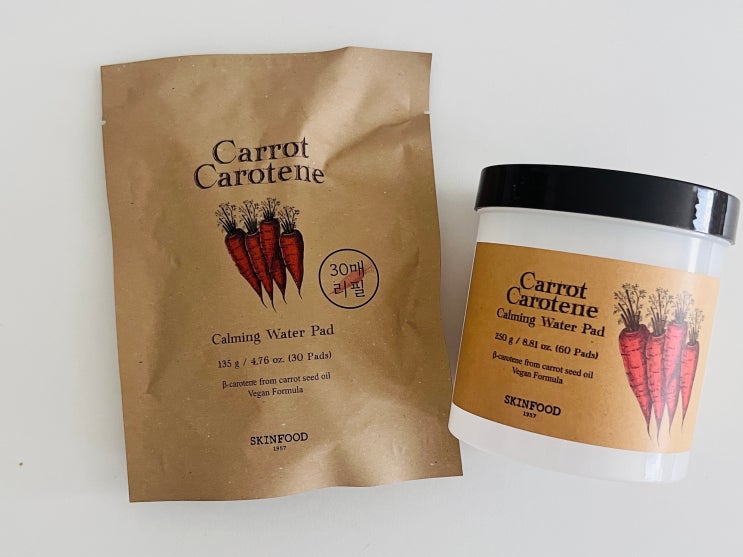 Carrot
Carotene
30매
리필
Calming Water Pad
135 g / 4.76 oz. (30 Pads)
β-carotene from carrot seed oil
Vegan Formula
SKINFOOD
1957
Carrot
Carotene
Calming Water Pad
250 g / 8.81 oz. (60 Pads)
β-carotene from carrot seed oil
Vegan Formula
SKINFOOD
1957